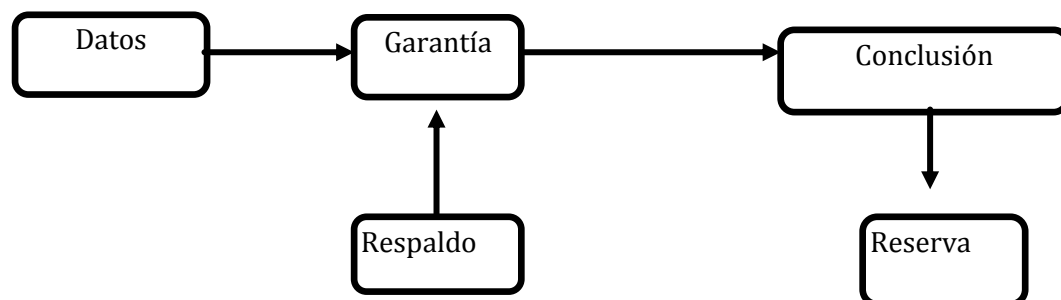 Datos
Garantía
Conclusión
Respaldo
Reserva